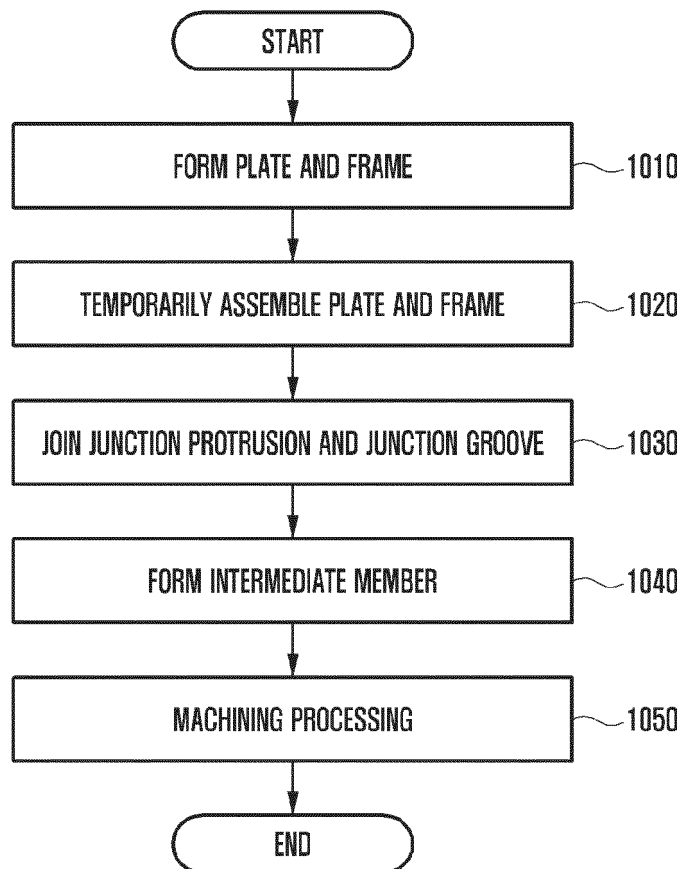 START
FORM PLATE AND FRAME
1010
TEMPORARILY ASSEMBLE PLATE AND FRAME
1020
JOIN JUNCTION PROTRUSION AND JUNCTION GROOVE
1030
FORM INTERMEDIATE MEMBER
1040
MACHINING PROCESSING
1050
END